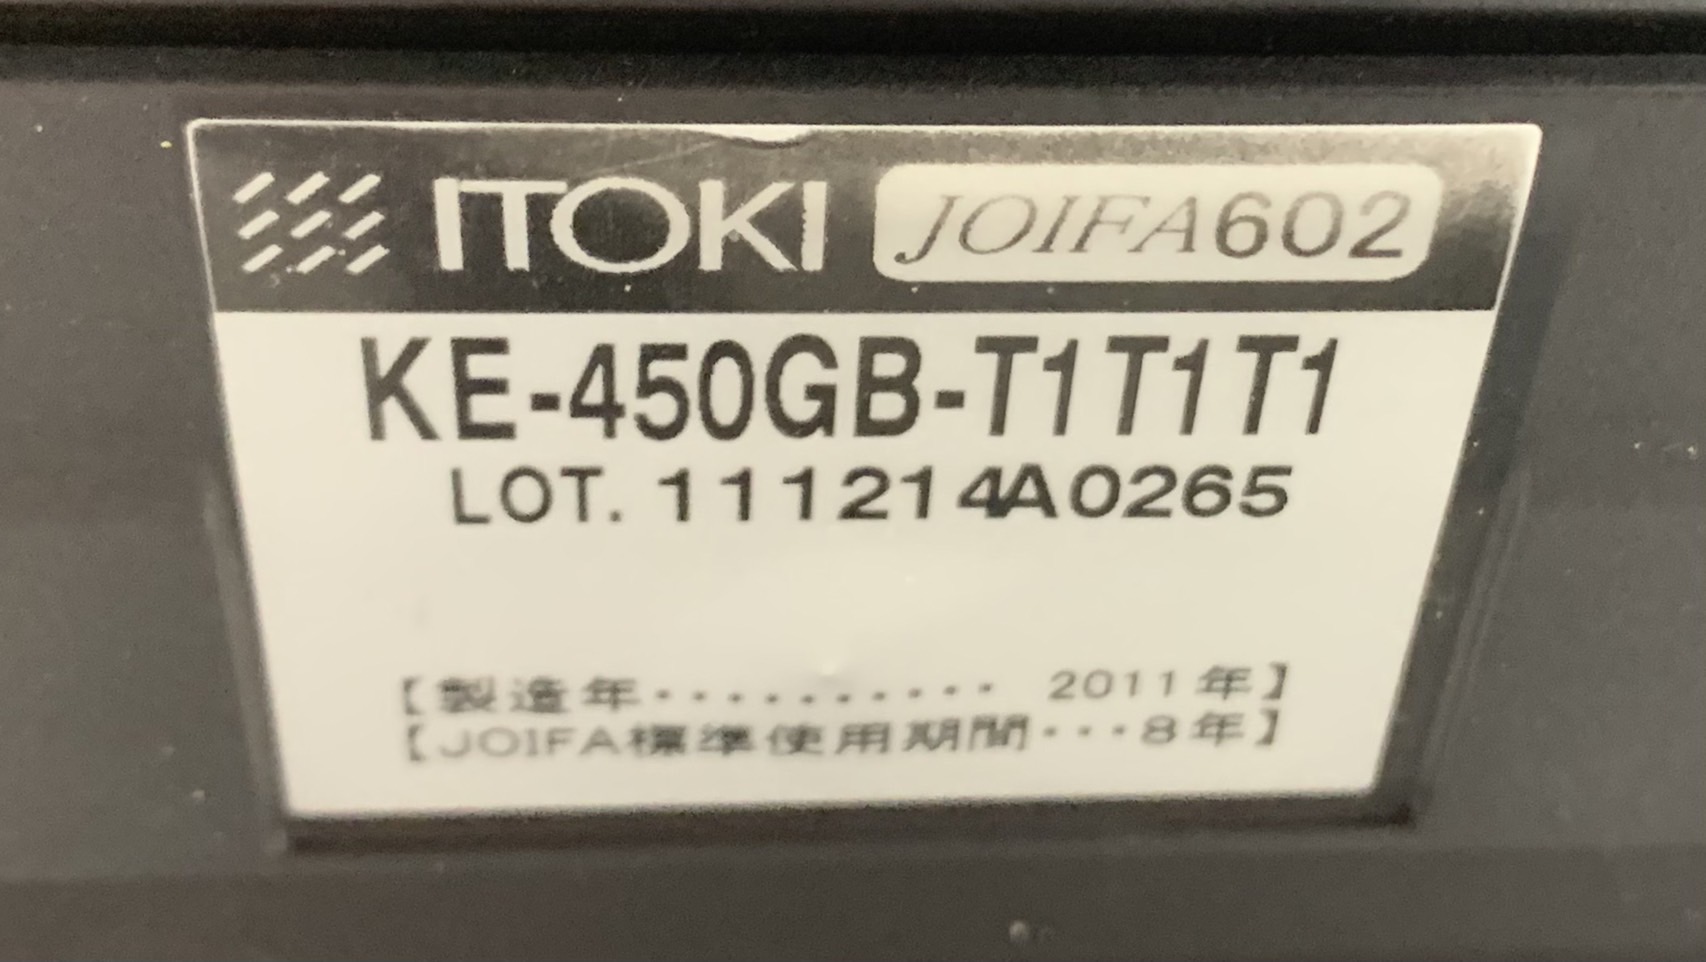 ITOKI JOIFA602
KE-450GB-T1T1T1
LOT. 111214A0265
【製造年・・・・・・・・・・ 2011年】
【JOIFA標準使用期間・・・8年】